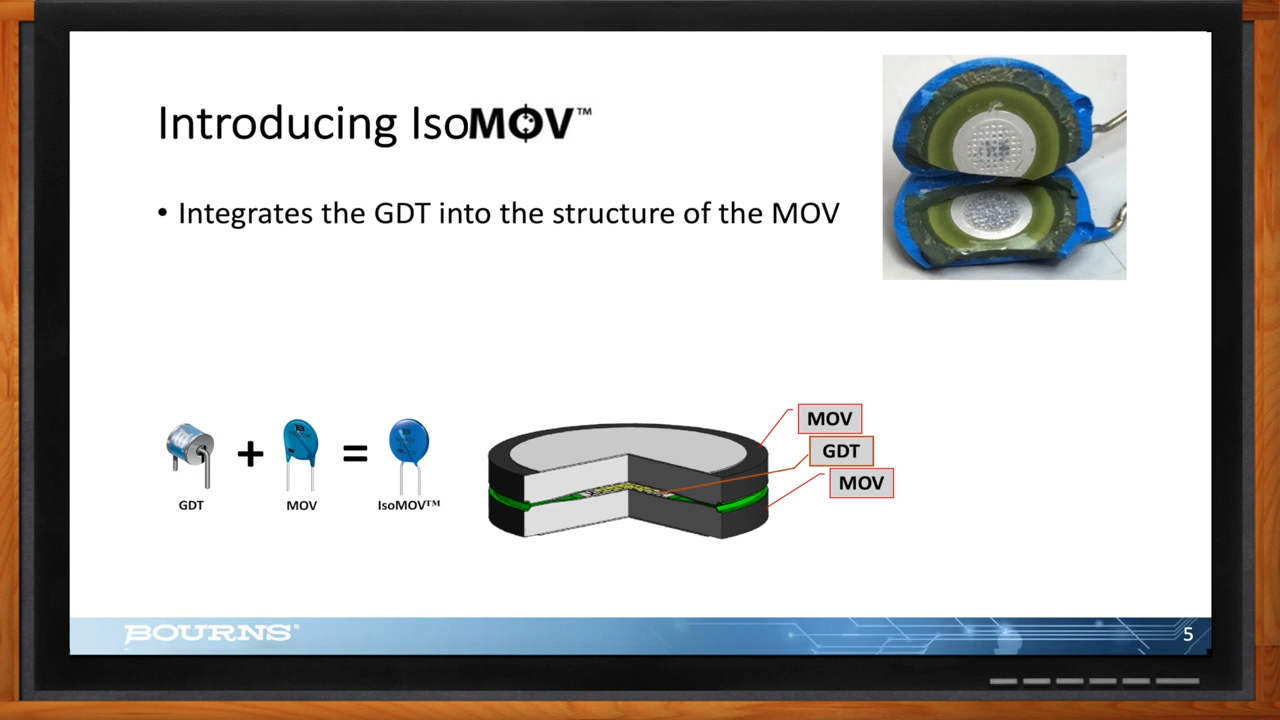 Introducing IsoMOV™
• Integrates the GDT into the structure of the MOV
MOV
GDT
MOV
+
=
GDT
MOV
IsoMOV™
BOURNS®
5